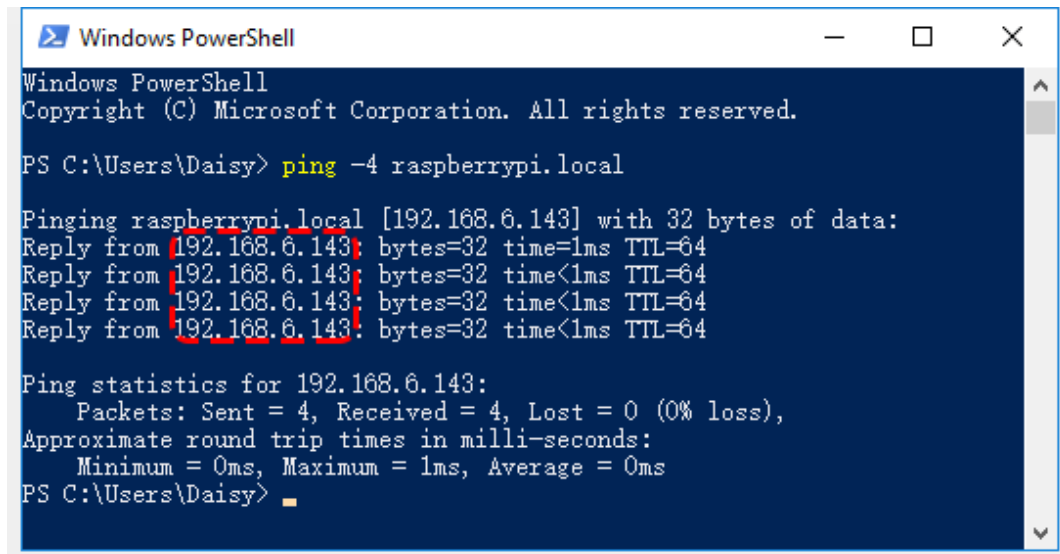 Windows PowerShell
Windows PowerShell
Copyright (C) Microsoft Corporation. All rights reserved.
PS C:\Users\Daisy> ping -4 raspberrypi.local
Pinging raspberrypi.local [192.168.6.143] with 32 bytes of data:
Reply from 192.168.6.143: bytes=32 time=1ms TTL=64
Reply from 192.168.6.143: bytes=32 time<1ms TTL=64
Reply from 192.168.6.143: bytes=32 time<1ms TTL=64
Reply from 192.168.6.143: bytes=32 time<1ms TTL=64
Ping statistics for 192.168.6.143:
    Packets: Sent = 4, Received = 4, Lost = 0 (0% loss),
Approximate round trip times in milli-seconds:
    Minimum = 0ms, Maximum = 1ms, Average = 0ms
PS C:\Users\Daisy>